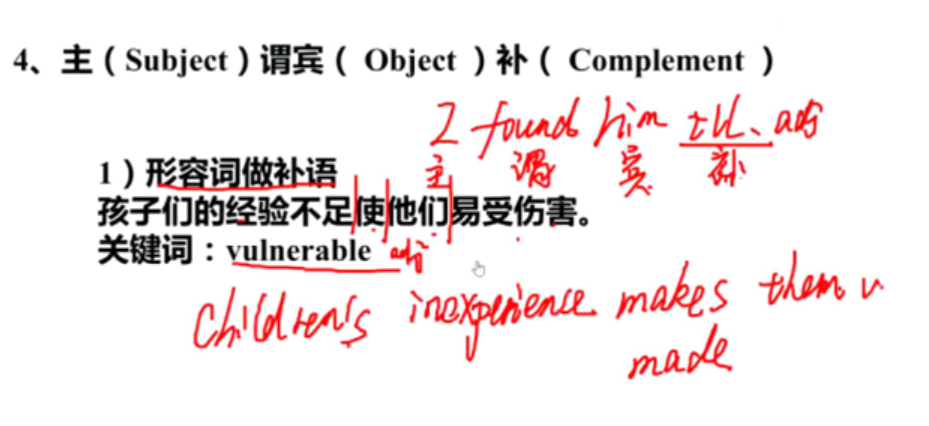 4、主（Subject）谓宾（ Object ）补（ Complement ）
I found him ill. adj
主 谓 宾 补
1）形容词做补语
孩子们的经验不足使他们易受伤害。
关键词：vulnerable adj
Children's inexperience makes them v.
made